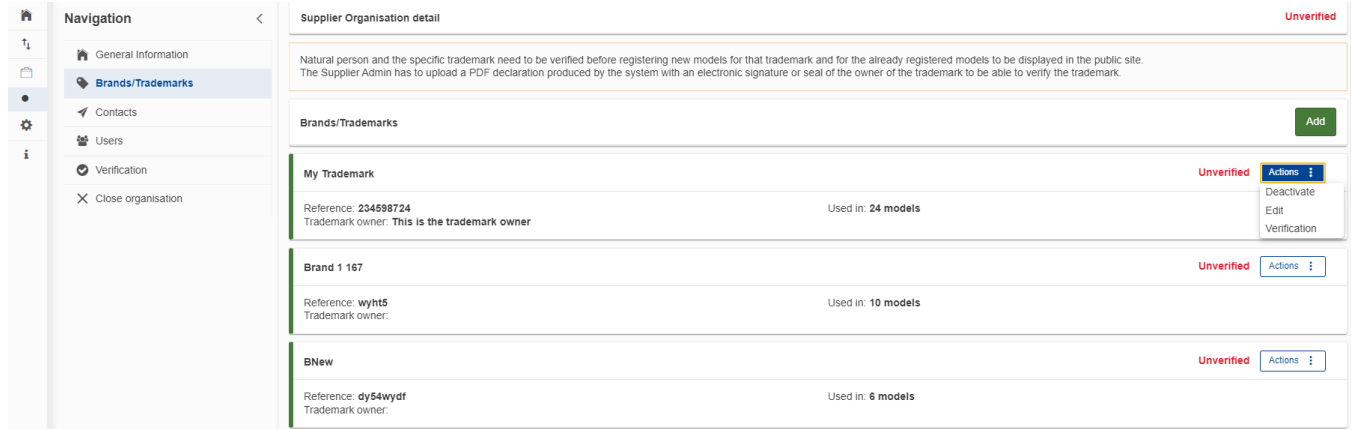 Navigation
General Information
Brands/Trademarks
Contacts
Users
Verification
Close organisation
Supplier Organisation detail Unverified
Natural person and the specific trademark need to be verified before registering new models for that trademark and for the already registered models to be displayed in the public site.
The Supplier Admin has to upload a PDF declaration produced by the system with an electronic signature or seal of the owner of the trademark to be able to verify the trademark.
Brands/Trademarks Add
My Trademark Unverified Actions
Deactivate
Edit
Verification
Reference: 234598724 Used in: 24 models
Trademark owner: This is the trademark owner
Brand 1 167 Unverified Actions
Reference: wyht5 Used in: 10 models
Trademark owner:
BNew Unverified Actions
Reference: dy54wydf Used in: 6 models
Trademark owner: